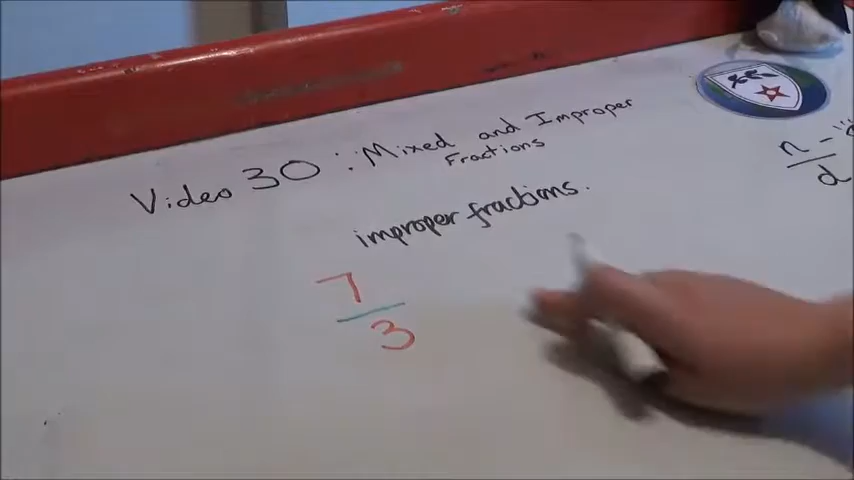 Video 30 : Mixed and Improper
Fractions
improper fractions.
7
3
n -
d